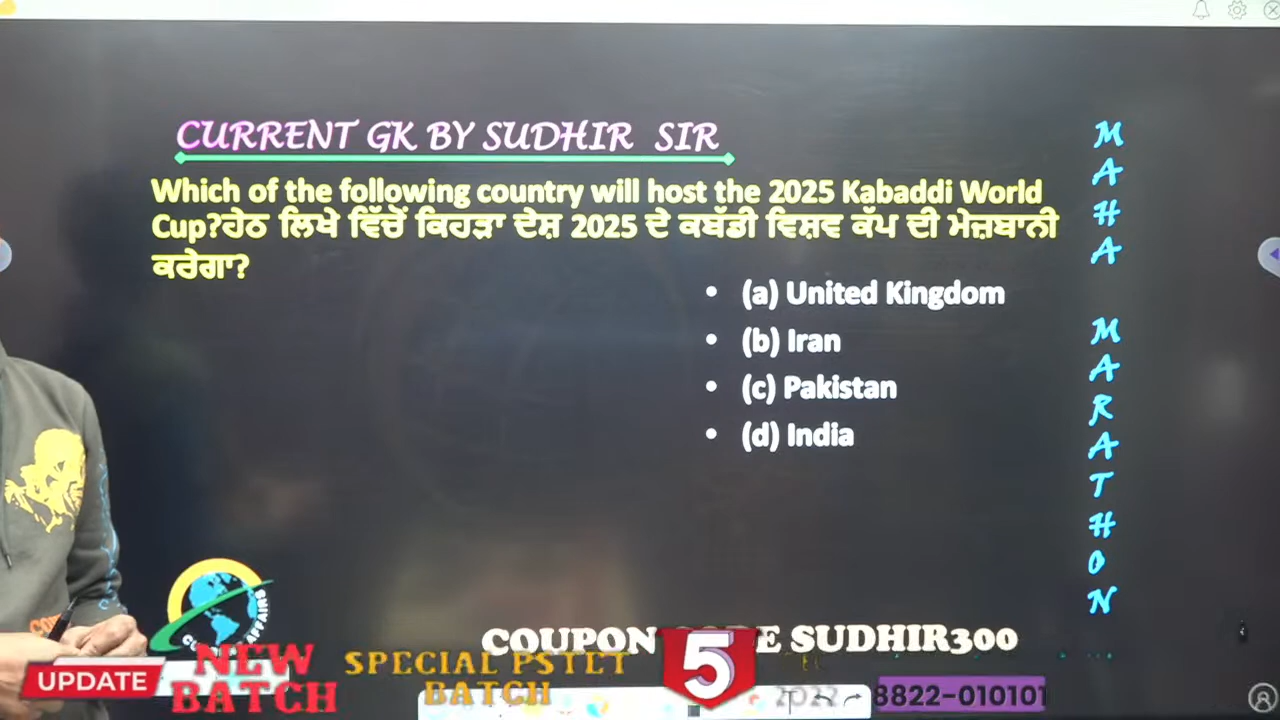 CURRENT GK BY SUDHIR SIR
Which of the following country will host the 2025 Kabaddi World
Cup?ਹੇਠ ਲਿਖੇ ਵਿੱਚੋਂ ਕਿਹੜਾ ਦੇਸ਼ 2025 ਦੇ ਕਬੱਡੀ ਵਿਸ਼ਵ ਕੱਪ ਦੀ ਮੇਜ਼ਬਾਨੀ
ਕਰੇਗਾ?
• (a) United Kingdom
• (b) Iran
• (c) Pakistan
• (d) India
MAHA MARATHON
COUPON SUDHIR300
UPDATE
NEW
BATCH
SPECIAL PSTET
BATCH
5
8822-010101